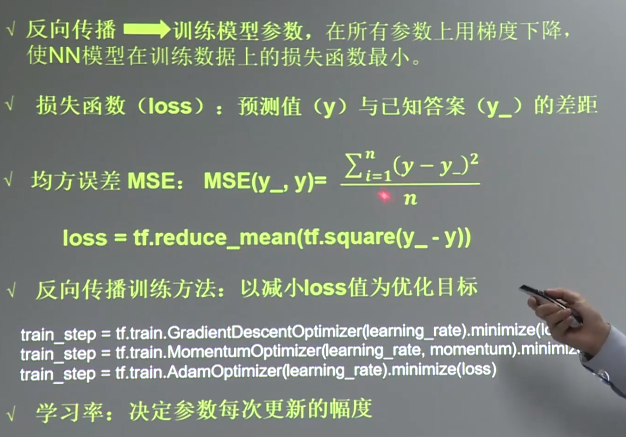 √ 反向传播 ➡ 训练模型参数，在所有参数上用梯度下降，
使NN模型在训练数据上的损失函数最小。
√ 损失函数（loss）：预测值（y）与已知答案（y_）的差距
√ 均方误差 MSE： MSE(y_, y)= \frac{\sum_{i=1}^{n}(y - y_)^2}{n}
loss = tf.reduce_mean(tf.square(y_ - y))
√ 反向传播训练方法：以减小loss值为优化目标
train_step = tf.train.GradientDescentOptimizer(learning_rate).minimize(
train_step = tf.train.MomentumOptimizer(learning_rate, momentum).
train_step = tf.train.AdamOptimizer(learning_rate).minimize(loss)
√ 学习率：决定参数每次更新的幅度